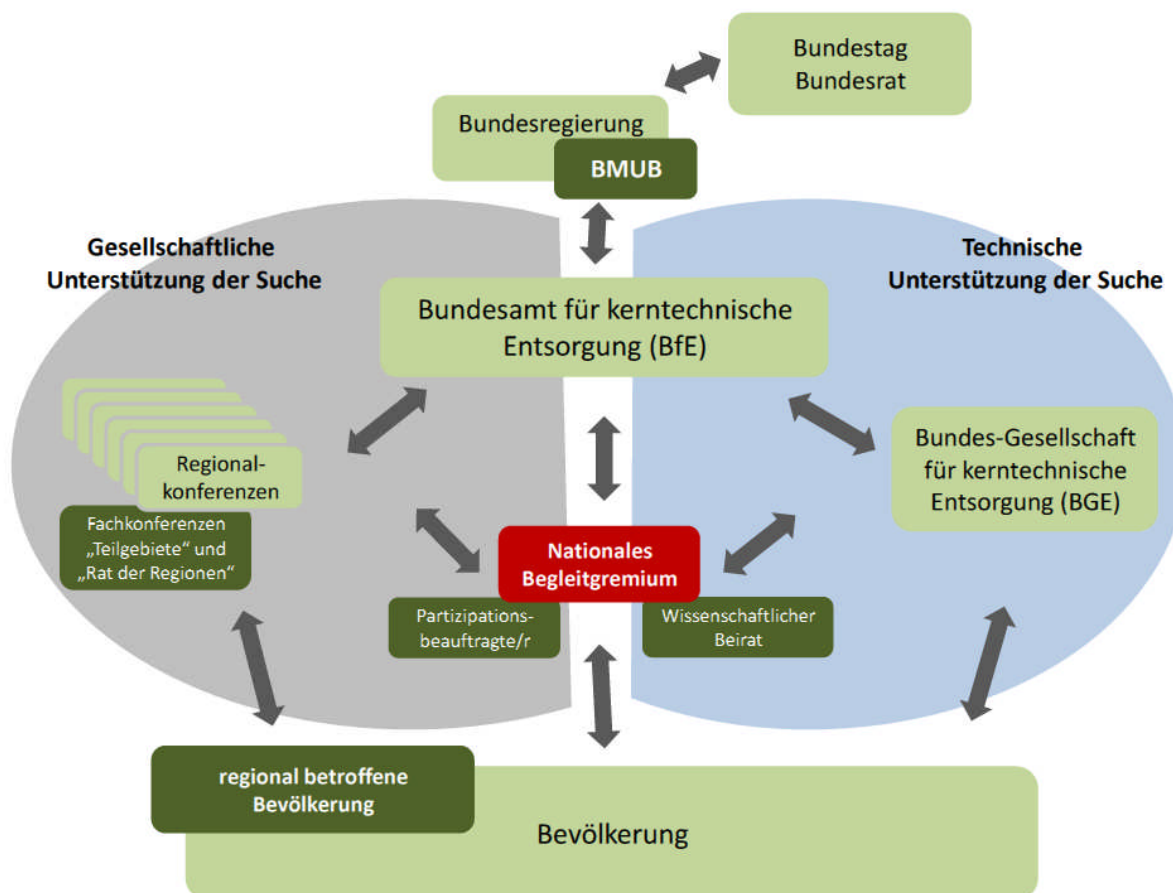 Bundestag
Bundesrat
Bundesregierung
BMUB
Gesellschaftliche
Unterstützung der Suche
Technische
Unterstützung der Suche
Bundesamt für kerntechnische
Entsorgung (BfE)
Regional-
konferenzen
Fachkonferenzen
„Teilgebiete“ und
„Rat der Regionen“
Bundes-Gesellschaft
für kerntechnische
Entsorgung (BGE)
Nationales
Begleitgremium
Partizipations-
beauftragte/r
Wissenschaftlicher
Beirat
regional betroffene
Bevölkerung
Bevölkerung